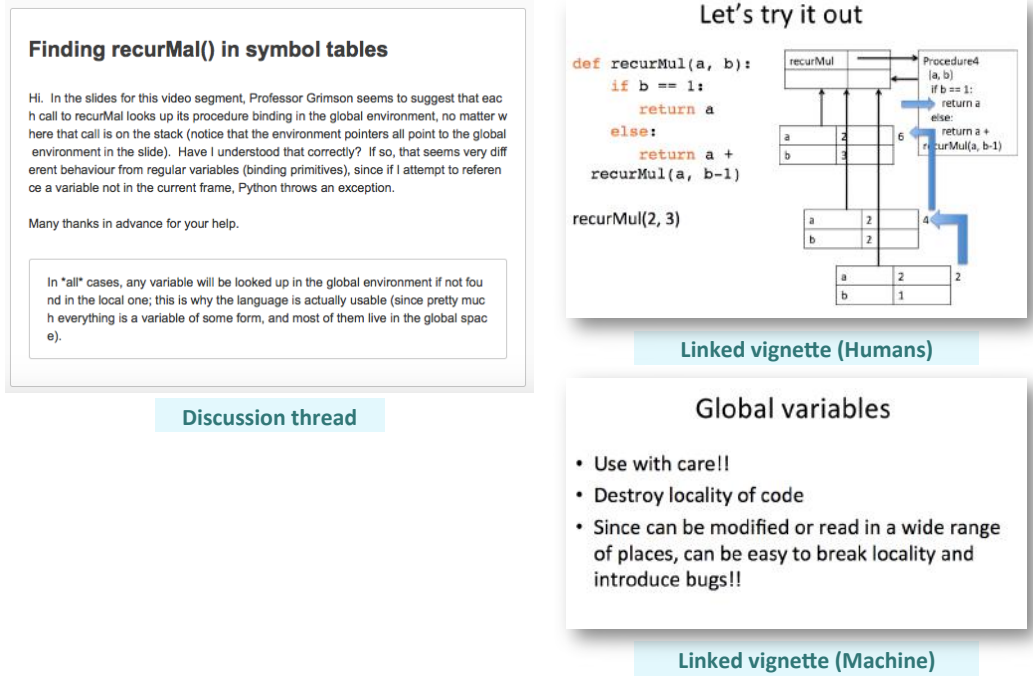 Finding recurMal() in symbol tables
Hi.  In the slides for this video segment, Professor Grimson seems to suggest that eac
h call to recurMal looks up its procedure binding in the global environment, no matter w
here that call is on the stack (notice that the environment pointers all point to the global
environment in the slide).  Have I understood that correctly?  If so, that seems very diff
erent behaviour from regular variables (binding primitives), since if I attempt to referen
ce a variable not in the current frame, Python throws an exception.
Many thanks in advance for your help.
In *all* cases, any variable will be looked up in the global environment if not fou
nd in the local one; this is why the language is actually usable (since pretty muc
h everything is a variable of some form, and most of them live in the global spac
e).
Discussion thread
Let's try it out
def recurMul(a, b):
if b == 1:
return a
else:
return a +
recurMul(a, b-1)
recurMul(2, 3)
recurMul
Procedure4
(a, b)
if b == 1:
return a
else:
return a +
recurMul(a, b-1)
a 2 6
b 3
a 2 4
b 2
a 2 2
b 1
Linked vignette (Humans)
Global variables
• Use with care!!
• Destroy locality of code
• Since can be modified or read in a wide range
of places, can be easy to break locality and
introduce bugs!!
Linked vignette (Machine)